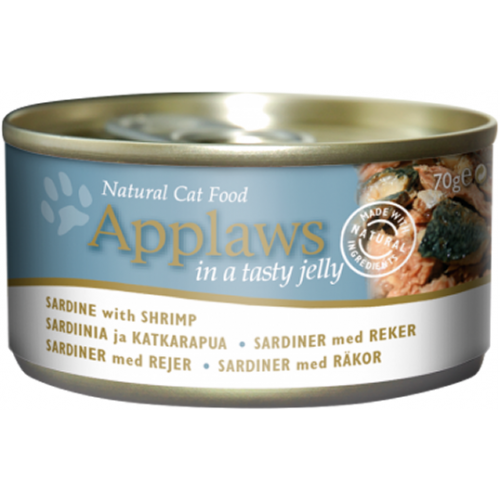 70g℮
Natural Cat Food
Applaws
in a tasty jelly
MADE WITH
NATURAL
INGREDIENTS
SARDINE with SHRIMP
SARDIINIA ja KATKARAPUA • SARDINER med REKER
SARDINER med REJER • SARDINER med RÄKOR